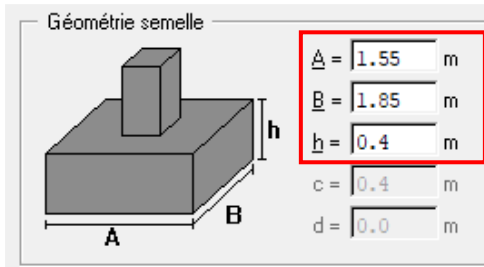 Géométrie semelle
A = 1.55 m
B = 1.85 m
h = 0.4 m
c = 0.4 m
d = 0.0 m
h
B
A